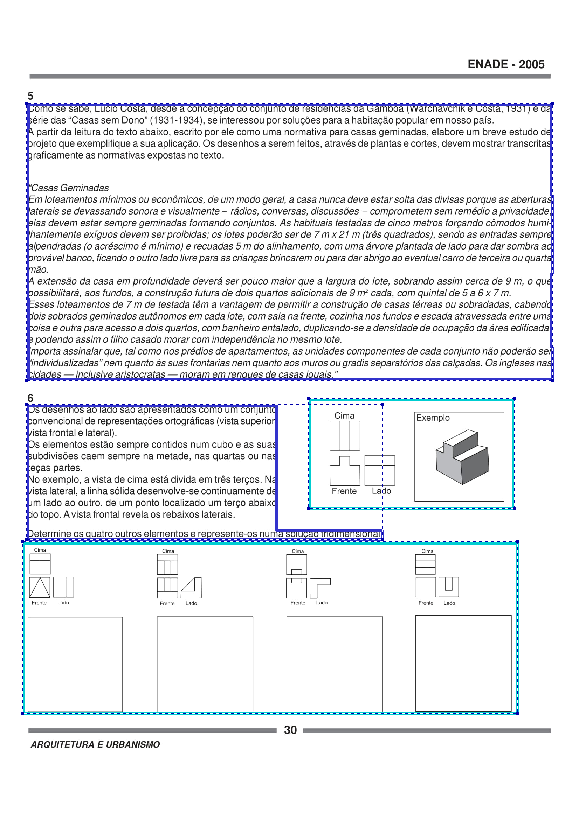 ENADE - 2005
5
Como se sabe, Lucio Costa, desde a concepção do conjunto de residências da Gamboa (Warchavchik e Costa, 1931) e da
série das "Casas sem Dono" (1931-1934), se interessou por soluções para a habitação popular em nosso país.
A partir da leitura do texto abaixo, escrito por ele como uma normativa para casas geminadas, elabore um breve estudo de
projeto que exemplifique a sua aplicação. Os desenhos a serem feitos, através de plantas e cortes, devem mostrar transcritas
graficamente as normativas expostas no texto.
"Casas Geminadas
Em loteamentos mínimos ou econômicos, de um modo geral, a casa nunca deve estar solta das divisas porque as aberturas
laterais se devassando sonora e visualmente – rádios, conversas, discussões – comprometem sem remédio a privacidade;
elas devem estar sempre geminadas formando conjuntos. As habituais testadas de cinco metros forçando cômodos humi-
lhantemente exíguos devem ser proibidas; os lotes poderão ser de 7 m x 21 m (três quadrados), sendo as entradas sempre
alpendradas (o acréscimo é mínimo) e recuadas 5 m do alinhamento, com uma árvore plantada de lado para dar sombra ao
provável banco, ficando o outro lado livre para as crianças brincarem ou para dar abrigo ao eventual carro de terceira ou quarta
mão.
A extensão da casa em profundidade deverá ser pouco maior que a largura do lote, sobrando assim cerca de 9 m, o que
possibilitará, aos fundos, a construção futura de dois quartos adicionais de 9 m² cada, com quintal de 5 a 6 x 7 m.
Esses loteamentos de 7 m de testada têm a vantagem de permitir a construção de casas térreas ou sobradadas, cabendo
dois sobrados geminados autônomos em cada lote, com sala na frente, cozinha nos fundos e escada atravessada entre uma
coisa e outra para acesso a dois quartos, com banheiro entalado, duplicando-se a densidade de ocupação da área edificada
e podendo assim o filho casado morar com independência no mesmo lote.
Importa assinalar que, tal como nos prédios de apartamentos, as unidades componentes de cada conjunto não poderão ser
"individualizadas" nem quanto às suas frontarias nem quanto aos muros ou gradis separatórios das calçadas. Os ingleses nas
cidades — inclusive aristocratas — moram em renques de casas iguais."
6
Os desenhos ao lado são apresentados como um conjunto
convencional de representações ortográficas (vista superior,
vista frontal e lateral).
Os elementos estão sempre contidos num cubo e as suas
subdivisões caem sempre na metade, nas quartas ou nas
terças partes.
No exemplo, a vista de cima está divida em três terços. Na
vista lateral, a linha sólida desenvolve-se continuamente de
um lado ao outro, de um ponto localizado um terço abaixo
do topo. A vista frontal revela os rebaixos laterais.
Determine os quatro outros elementos e represente-os numa solução tridimensional.
Cima
Frente Lado
Exemplo
Cima
Frente Lado
Cima
Frente Lado
Cima
Frente Lado
Cima
Frente Lado
30
ARQUITETURA E URBANISMO